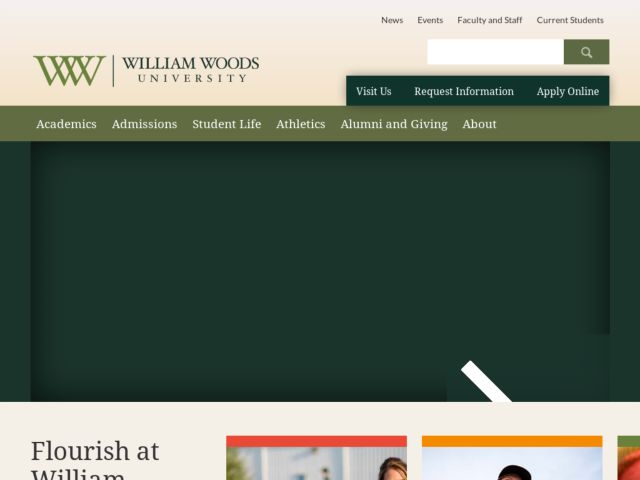 News Events Faculty and Staff Current Students
WW WILLIAM WOODS
UNIVERSITY
Visit Us Request Information Apply Online
Academics Admissions Student Life Athletics Alumni and Giving About
Flourish at
William